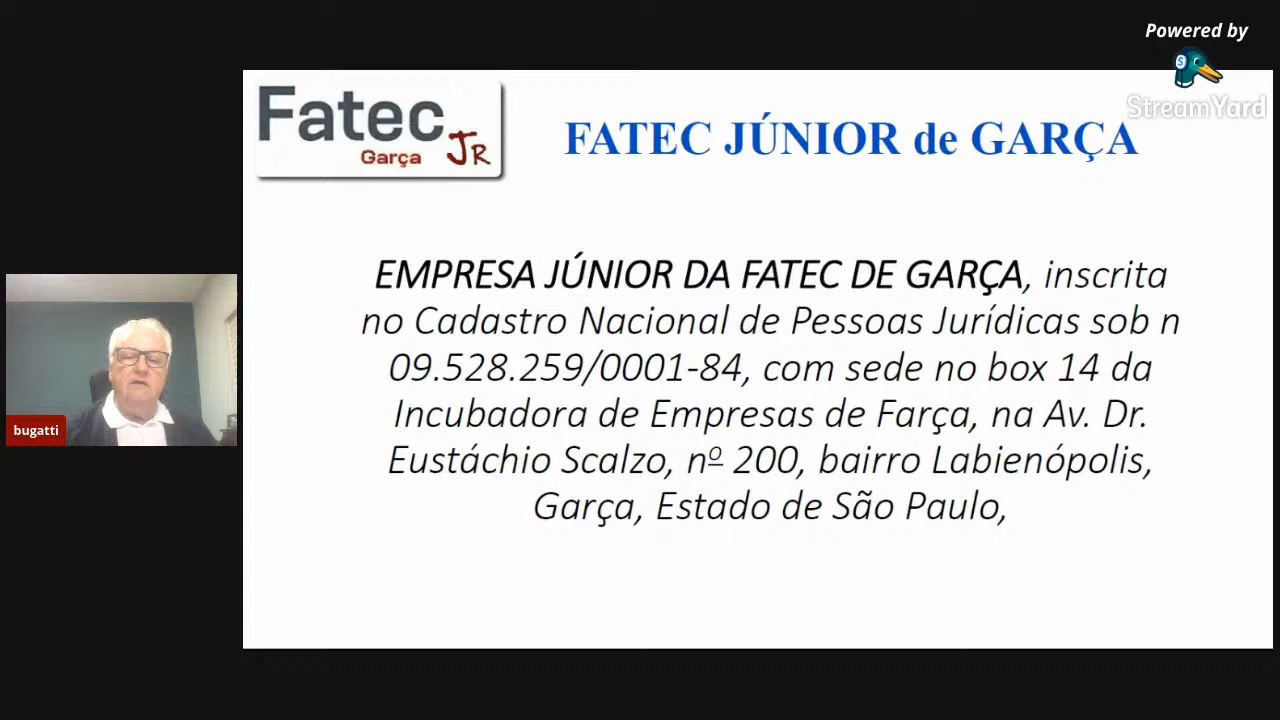 Powered by
StreamYard
Fatec
Garça JR
FATEC JÚNIOR de GARÇA
EMPRESA JÚNIOR DA FATEC DE GARÇA, inscrita
no Cadastro Nacional de Pessoas Jurídicas sob n
09.528.259/0001-84, com sede no box 14 da
Incubadora de Empresas de Farça, na Av. Dr.
Eustáchio Scalzo, nº 200, bairro Labienópolis,
Garça, Estado de São Paulo,
bugatti